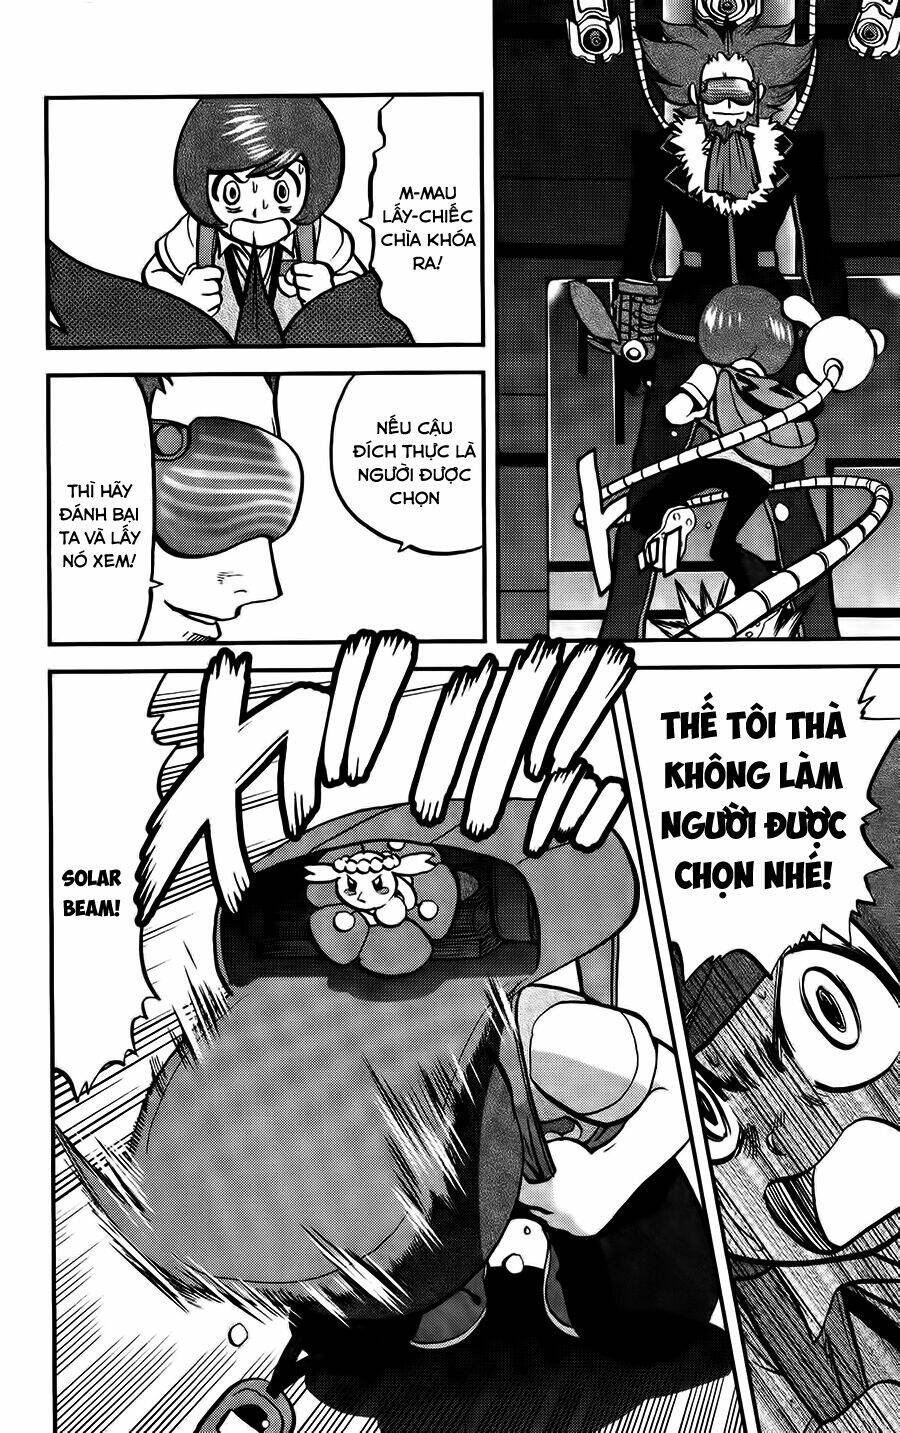 M-MAU
LẤY-CHIẾC
CHÌA KHÓA
RA!
NẾU CẬU
ĐÍCH THỰC LÀ
NGƯỜI ĐƯỢC
CHỌN
THÌ HÃY
ĐÁNH BẠI
TA VÀ LẤY
NÓ XEM!
THẾ TÔI THÀ
KHÔNG LÀM
NGƯỜI ĐƯỢC
CHỌN NHÉ!
SOLAR
BEAM!